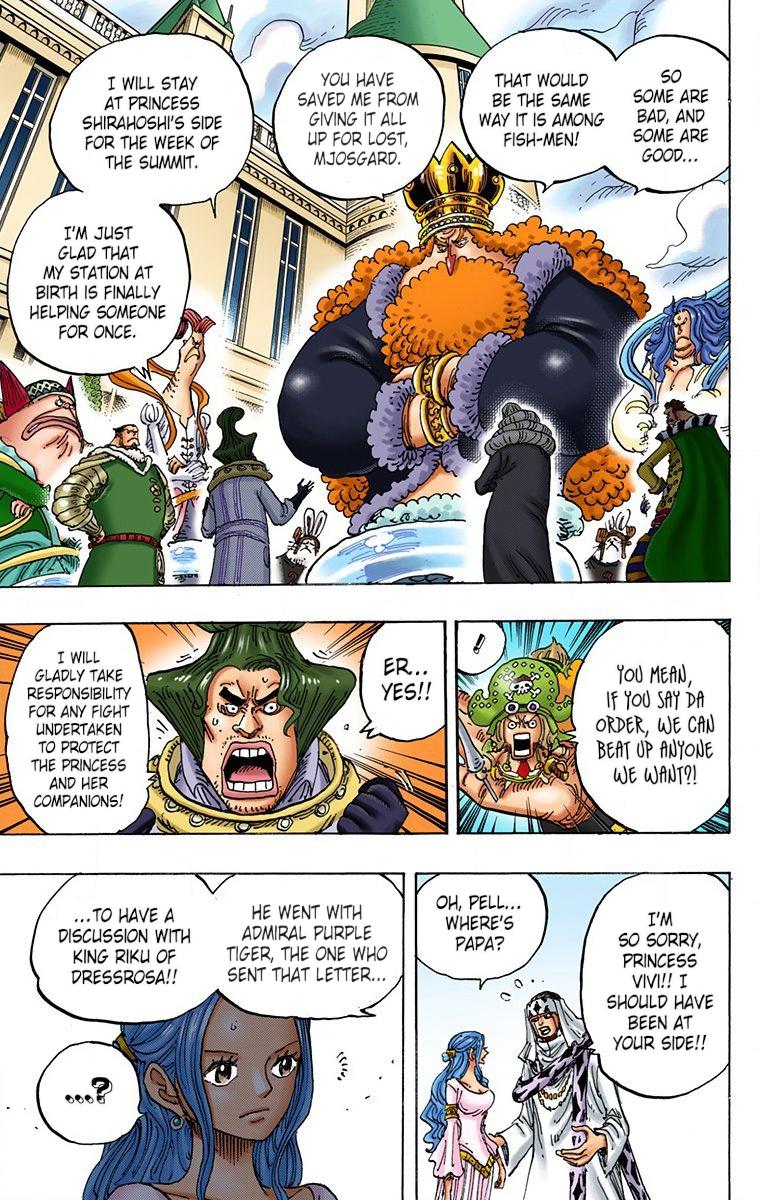 SO
SOME ARE
BAD, AND
SOME ARE
GOOD...
THAT WOULD
BE THE SAME
WAY IT IS AMONG
FISH-MEN!
YOU HAVE
SAVED ME FROM
GIVING IT ALL
UP FOR LOST,
MJOSGARD.
I WILL STAY
AT PRINCESS
SHIRAHOSHI'S SIDE
FOR THE WEEK OF
THE SUMMIT.
I'M JUST
GLAD THAT
MY STATION AT
BIRTH IS FINALLY
HELPING SOMEONE
FOR ONCE.
YOU MEAN,
IF YOU SAY DA
ORDER, WE CAN
BEAT UP ANYONE
WE WANT?!
!
ER...
YES!!
I WILL
GLADLY TAKE
RESPONSIBILITY
FOR ANY FIGHT
UNDERTAKEN
TO PROTECT
THE PRINCESS
AND HER
COMPANIONS!
I'M
SO SORRY,
PRINCESS
VIVI!! I
SHOULD HAVE
BEEN AT
YOUR SIDE!!
OH, PELL...
WHERE'S
PAPA?
HE WENT WITH
ADMIRAL PURPLE
TIGER, THE ONE WHO
SENT THAT LETTER...
...TO HAVE A
DISCUSSION WITH
KING RIKU OF
DRESSROSA!!
...?